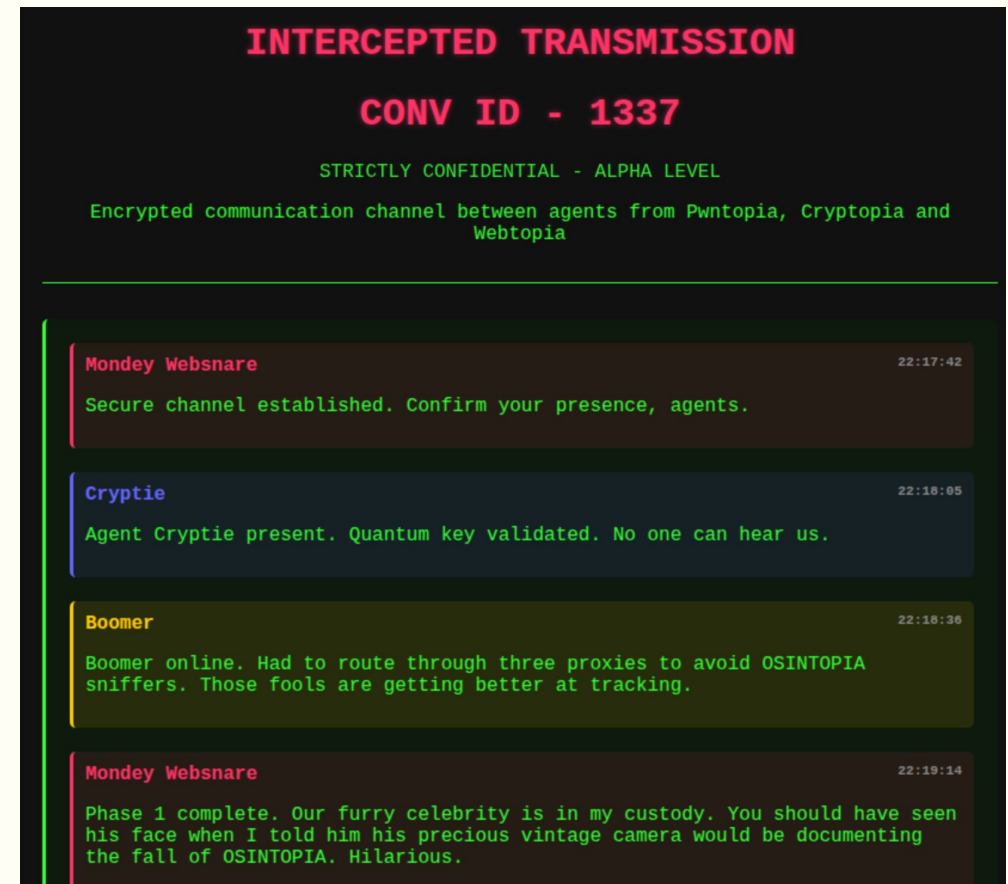 INTERCEPTED TRANSMISSION
CONV ID - 1337
STRICTLY CONFIDENTIAL - ALPHA LEVEL
Encrypted communication channel between agents from Pwntopia, Cryptopia and
Webtopia
Mondey Websnare 22:17:42
Secure channel established. Confirm your presence, agents.
Cryptie 22:18:05
Agent Cryptie present. Quantum key validated. No one can hear us.
Boomer 22:18:36
Boomer online. Had to route through three proxies to avoid OSINTOPIA
sniffers. Those fools are getting better at tracking.
Mondey Websnare 22:19:14
Phase 1 complete. Our furry celebrity is in my custody. You should have seen
his face when I told him his precious vintage camera would be documenting
the fall of OSINTOPIA. Hilarious.